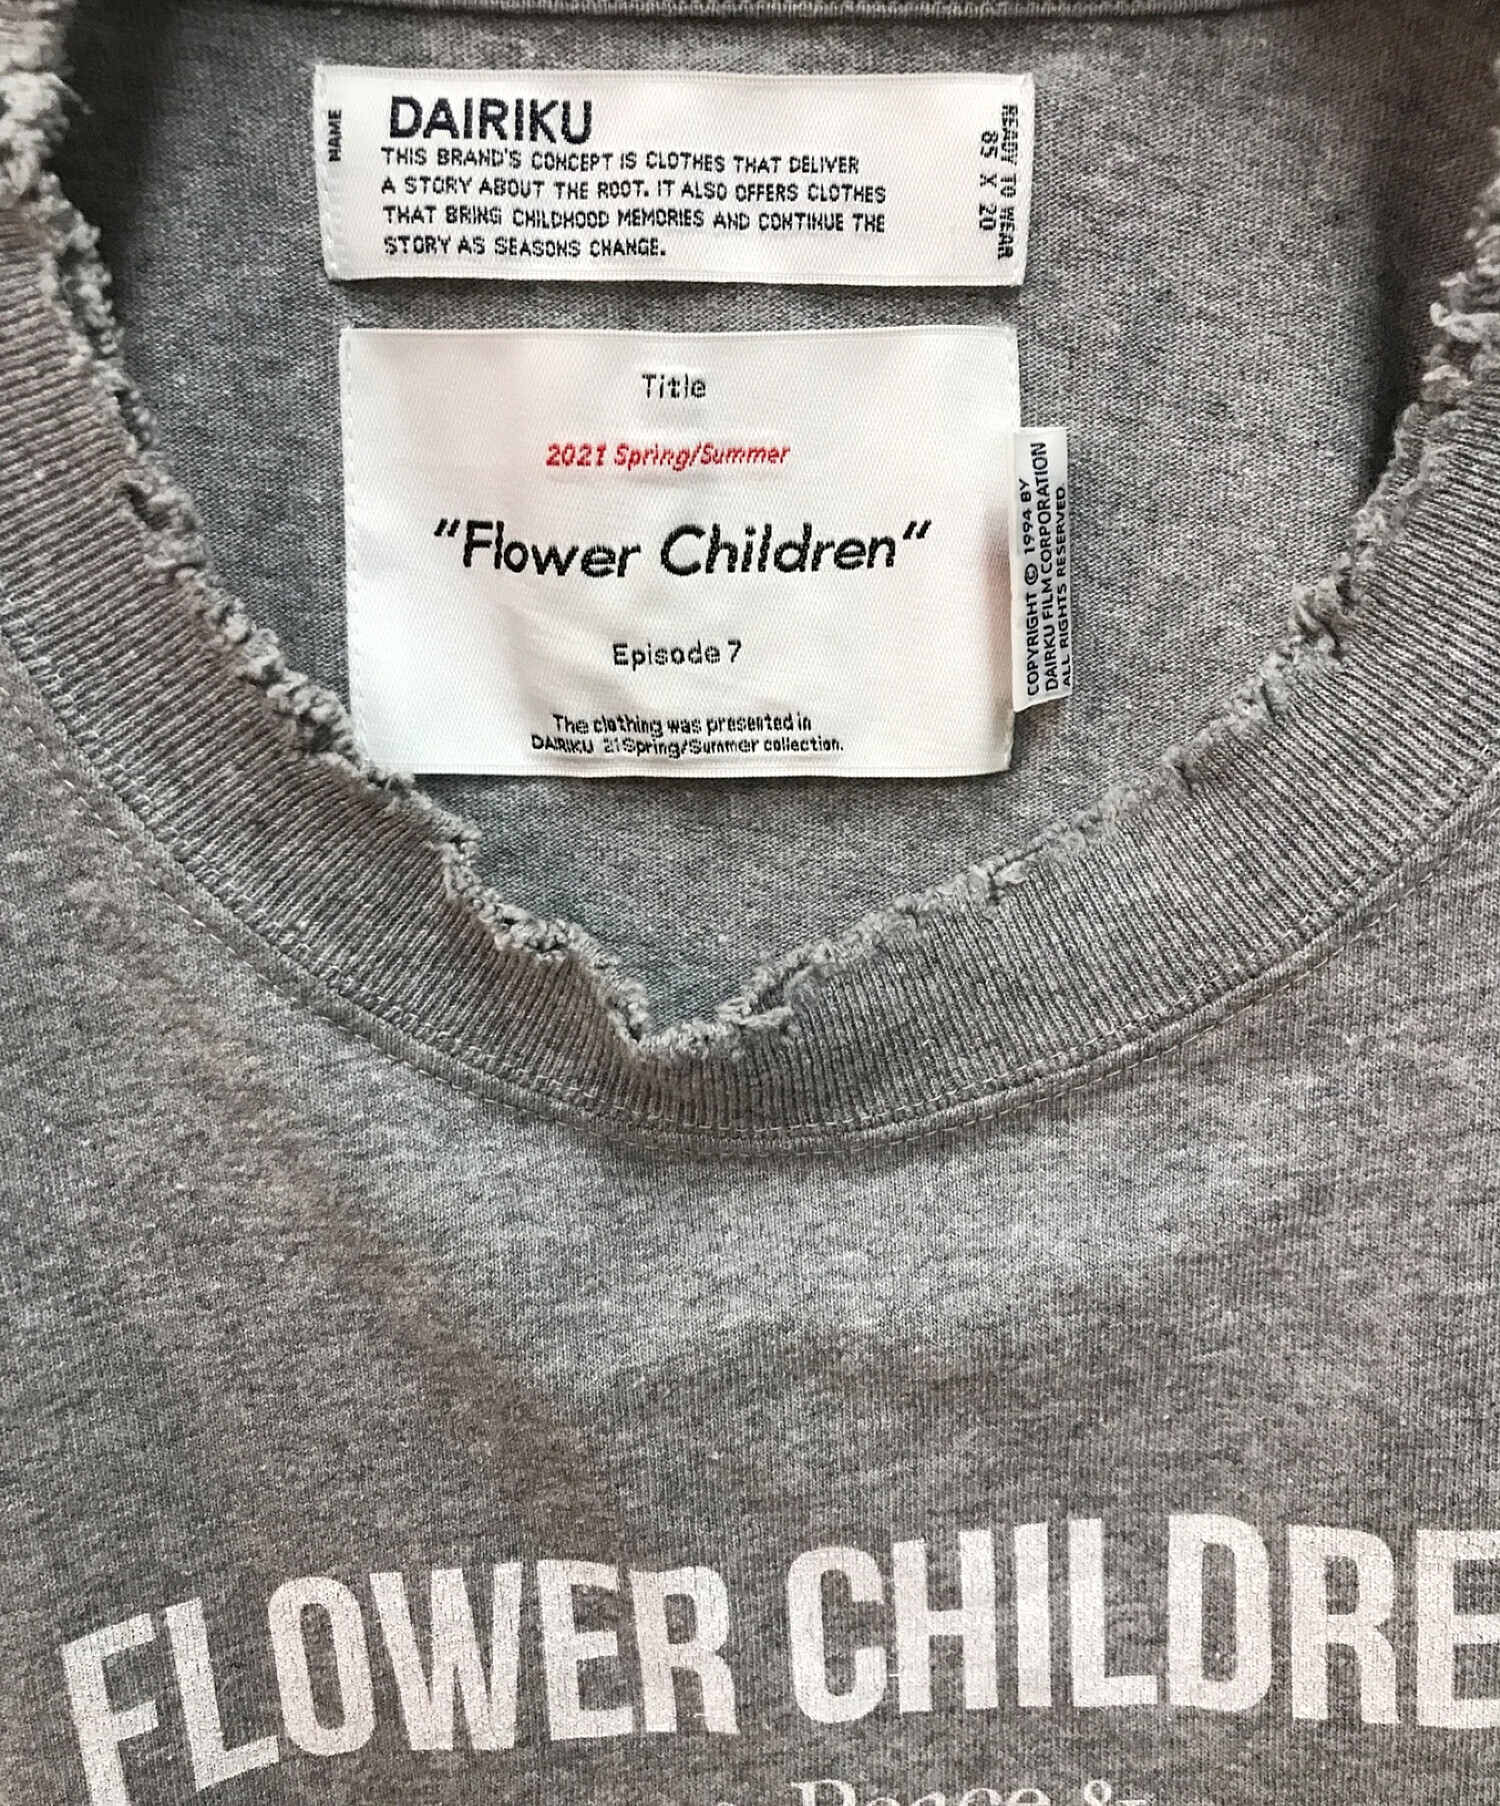 NAME
DAIRIKU
THIS BRAND'S CONCEPT IS CLOTHES THAT DELIVER
A STORY ABOUT THE ROOT. IT ALSO OFFERS CLOTHES
THAT BRING CHILDHOOD MEMORIES AND CONTINUE THE
STORY AS SEASONS CHANGE.
READY TO WEAR
85 X 20
Title
2021 Spring/Summer
"Flower Children"
Episode 7
The clothing was presented in
DAIRIKU 21Spring/Summer collection.
COPYRIGHT © 1994 BY
DAIRIKU FILM CORPORATION
ALL RIGHTS RESERVED
FLOWER CHILDRE
Peace &